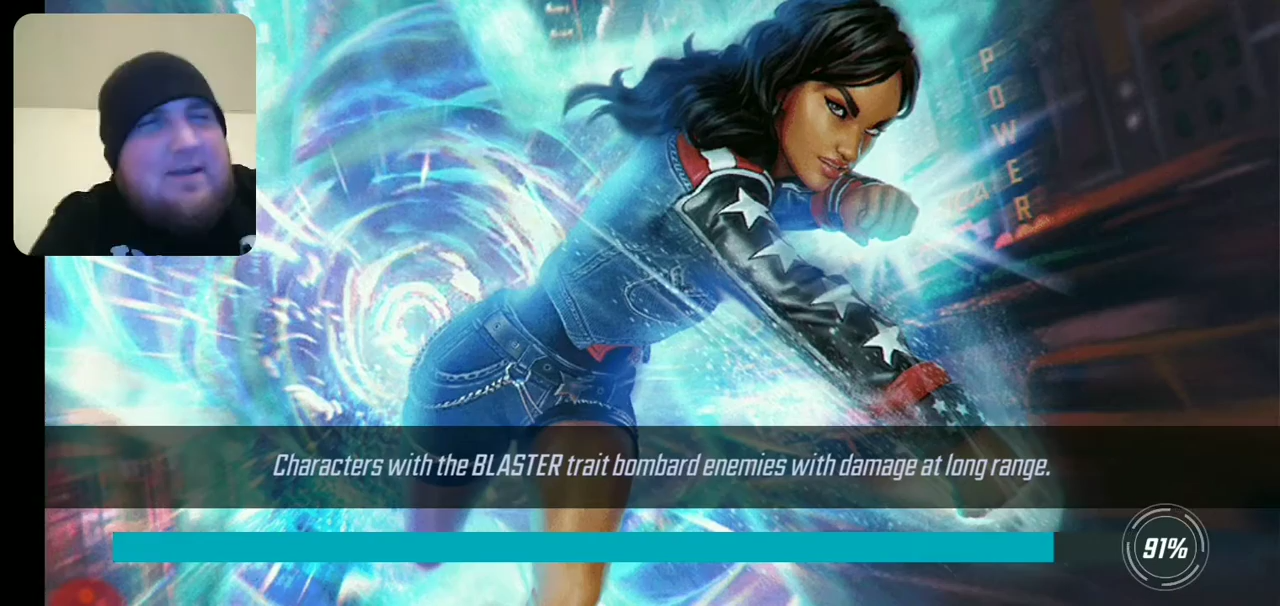 POWER
Characters with the BLASTER trait bombard enemies with damage at long range.
91%